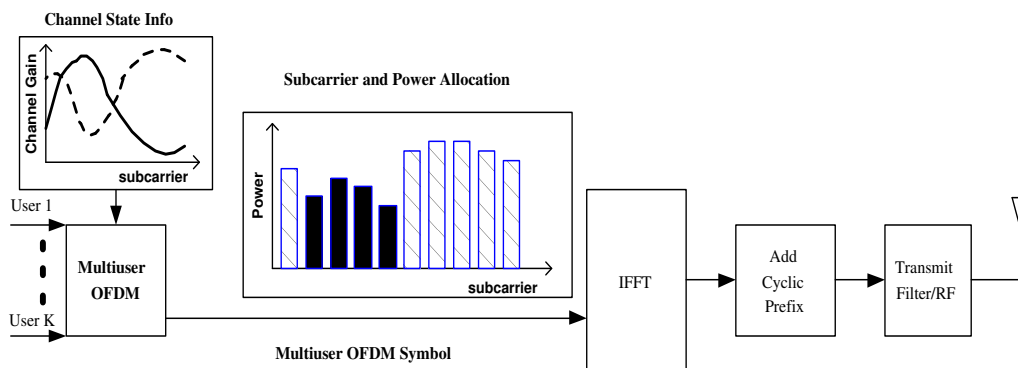 Channel State Info
Channel Gain
subcarrier
Subcarrier and Power Allocation
Power
subcarrier
User 1
User K
Multiuser
OFDM
Multiuser OFDM Symbol
IFFT
Add
Cyclic
Prefix
Transmit
Filter/RF